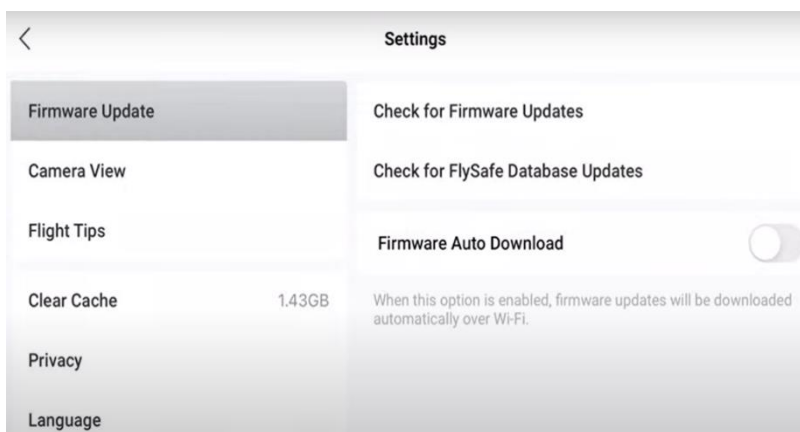 Settings
Firmware Update
Camera View
Flight Tips
Clear Cache 1.43GB
Privacy
Language
Check for Firmware Updates
Check for FlySafe Database Updates
Firmware Auto Download
When this option is enabled, firmware updates will be downloaded
automatically over Wi-Fi.